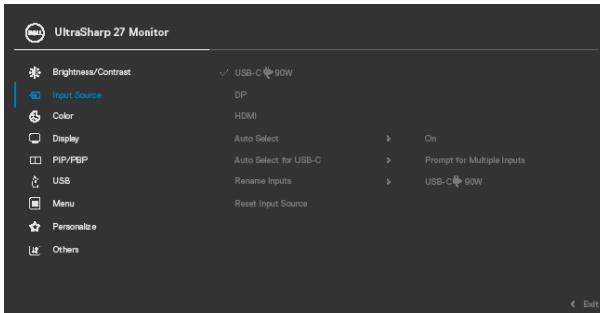 DELL UltraSharp 27 Monitor
Brightness/Contrast USB-C 90W
Input Source DP
Color HDMI
Display Auto Select On
PIP/PBP Auto Select for USB-C Prompt for Multiple Inputs
USB Rename Inputs USB-C 90W
Menu Reset Input Source
Personalize
Others
Exit